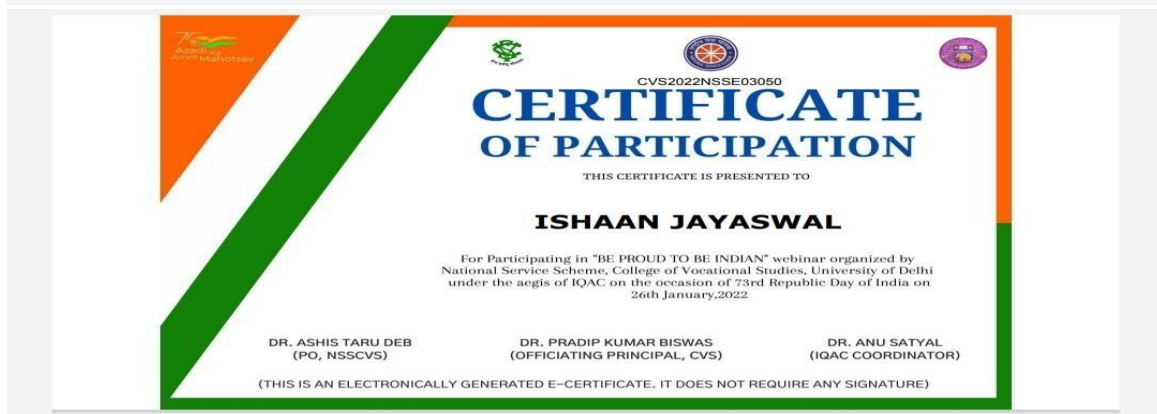 Azadi Ka
Amrit Mahotsav
CVS2022NSSE03050
CERTIFICATE
OF PARTICIPATION
THIS CERTIFICATE IS PRESENTED TO
ISHAAN JAYASWAL
For Participating in "BE PROUD TO BE INDIAN" webinar organized by
National Service Scheme, College of Vocational Studies, University of Delhi
under the aegis of IQAC on the occasion of 73rd Republic Day of India on
26th January,2022
DR. ASHIS TARU DEB
(PO, NSSCVS)
DR. PRADIP KUMAR BISWAS
(OFFICIATING PRINCIPAL, CVS)
DR. ANU SATYAL
(IQAC COORDINATOR)
(THIS IS AN ELECTRONICALLY GENERATED E-CERTIFICATE. IT DOES NOT REQUIRE ANY SIGNATURE)